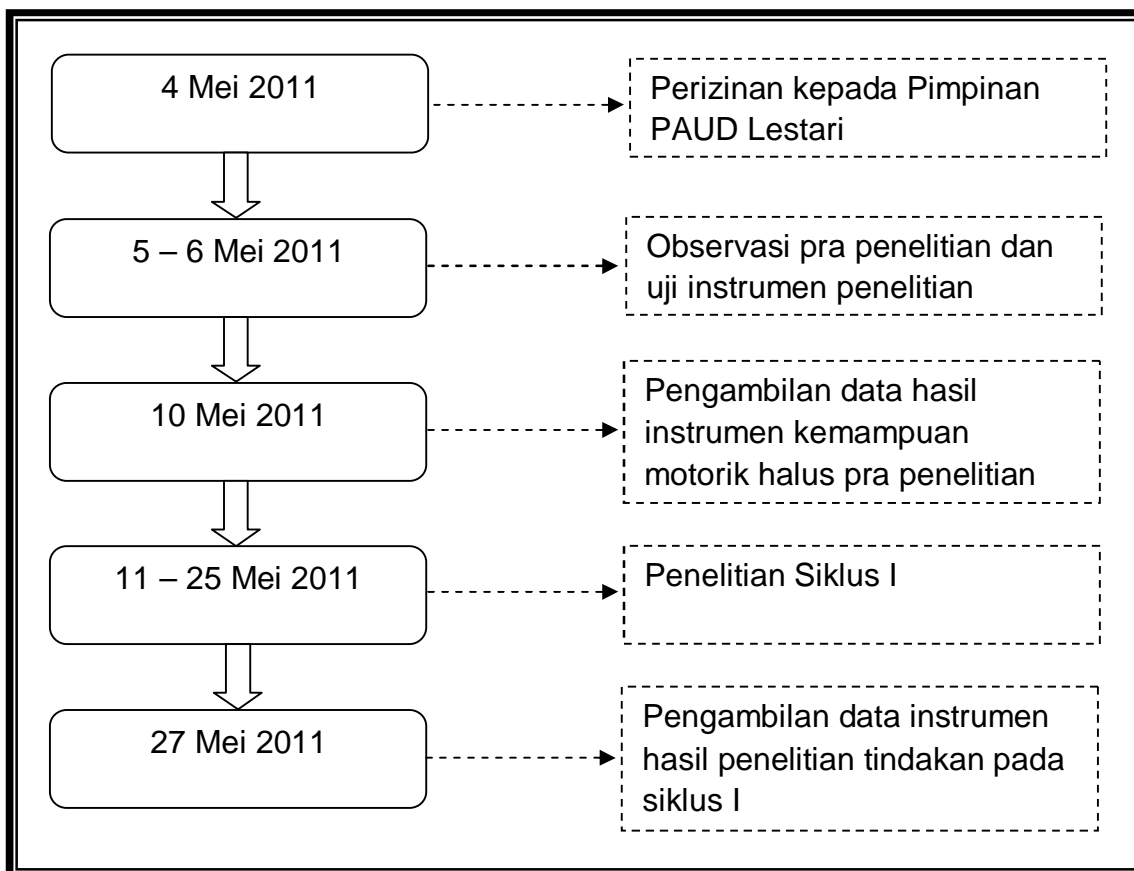 4 Mei 2011
Perizinan kepada Pimpinan
PAUD Lestari
5 – 6 Mei 2011
Observasi pra penelitian dan
uji instrumen penelitian
10 Mei 2011
Pengambilan data hasil
instrumen kemampuan
motorik halus pra penelitian
11 – 25 Mei 2011
Penelitian Siklus I
27 Mei 2011
Pengambilan data instrumen
hasil penelitian tindakan pada
siklus I